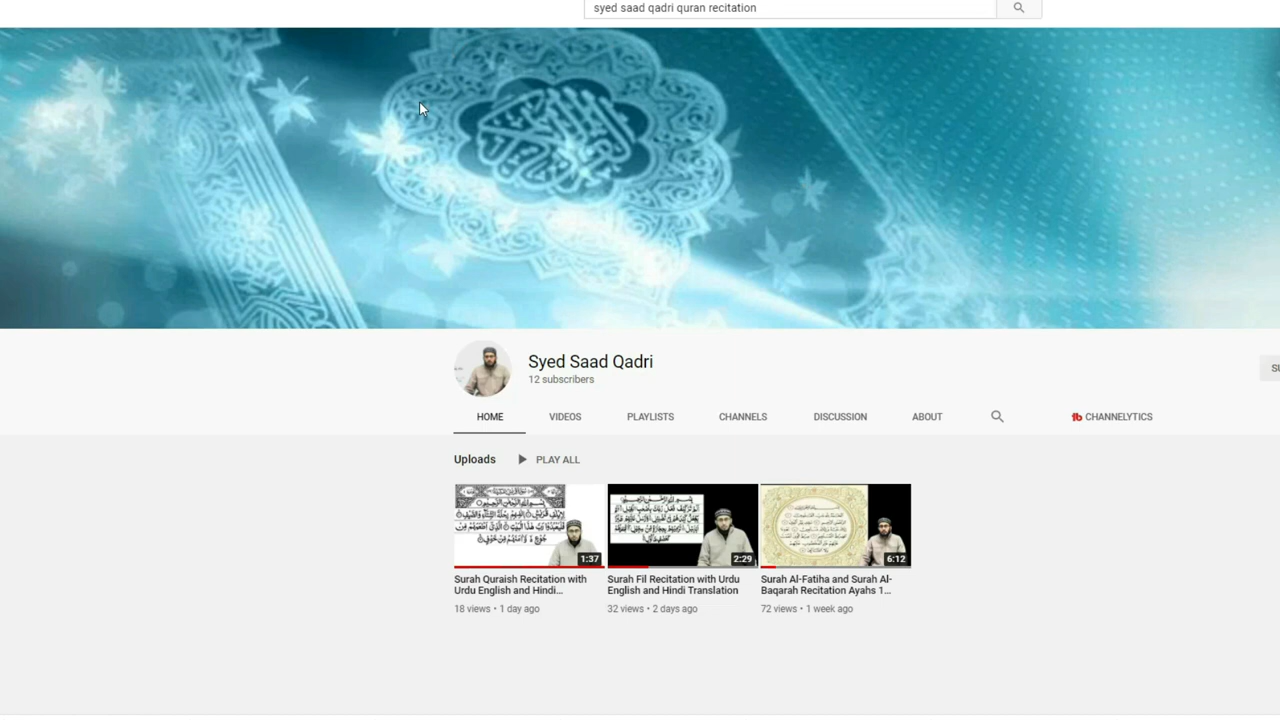 syed saad qadri quran recitation
Syed Saad Qadri
12 subscribers
HOME VIDEOS PLAYLISTS CHANNELS DISCUSSION ABOUT CHANNELYTICS
Uploads PLAY ALL
1:37 2:29 6:12
Surah Quraish Recitation with
Urdu English and Hindi...
18 views • 1 day ago
Surah Fil Recitation with Urdu
English and Hindi Translation
32 views • 2 days ago
Surah Al-Fatiha and Surah Al-
Baqarah Recitation Ayahs 1...
72 views • 1 week ago